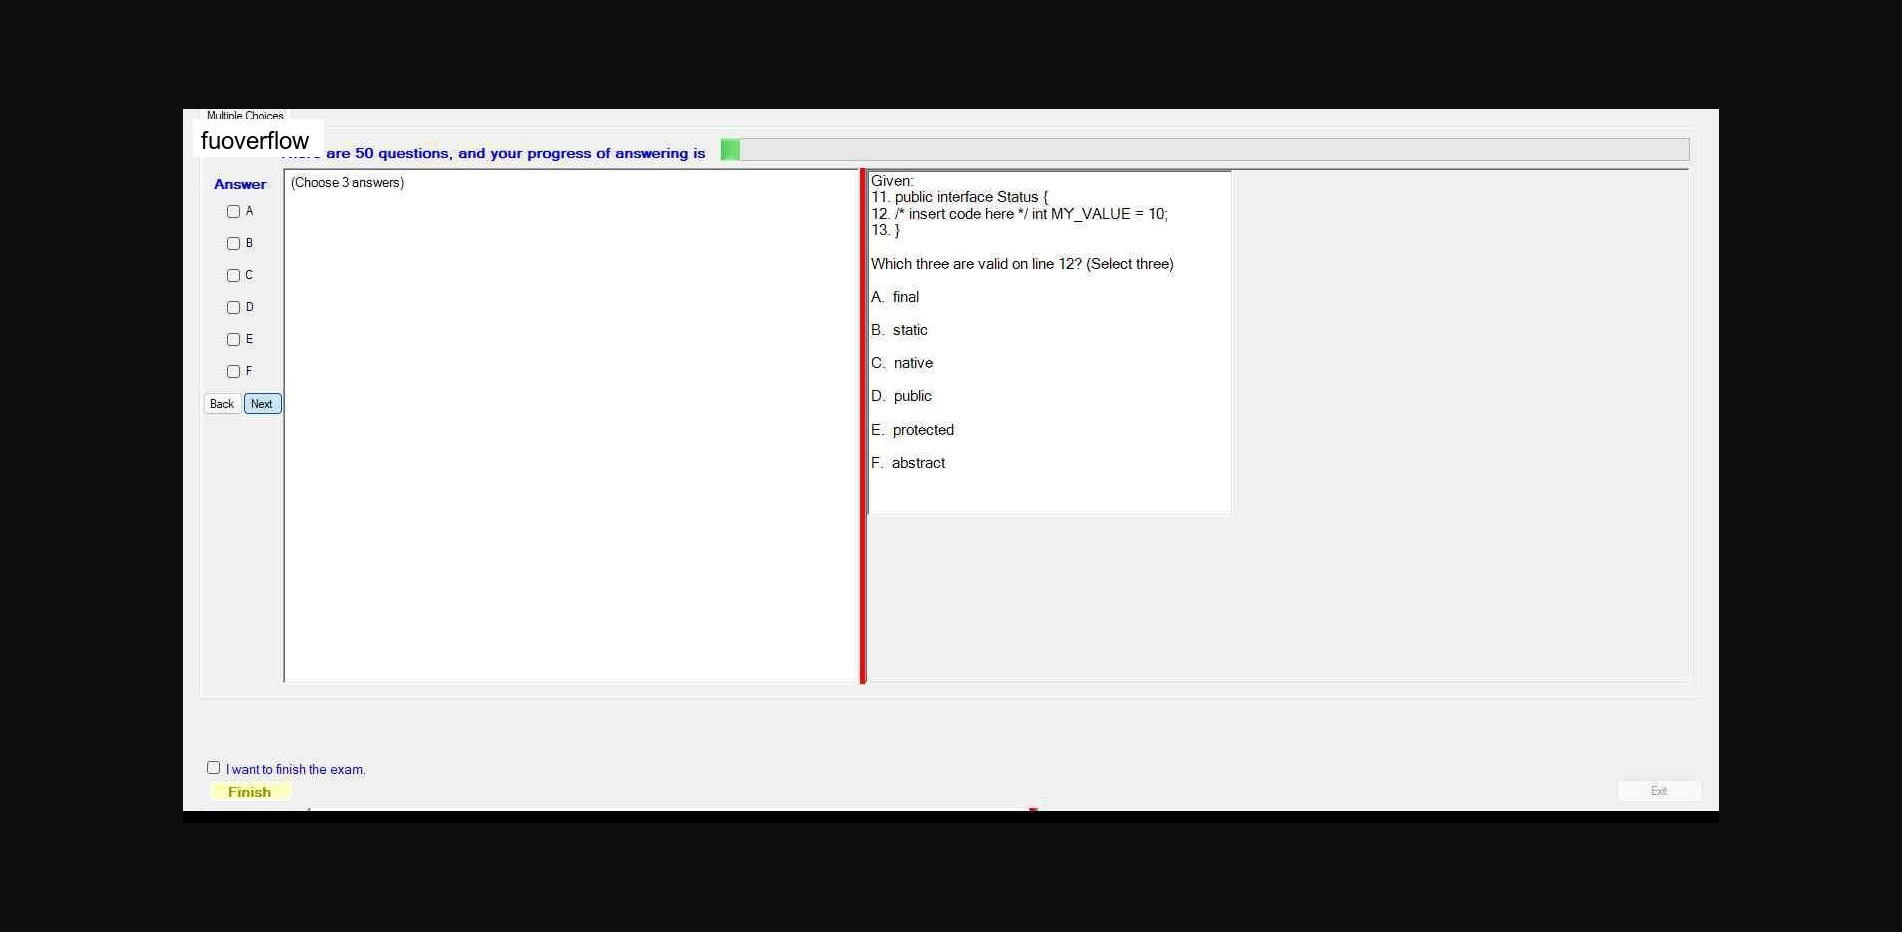 Multiple Choices
fuoverflow
are 50 questions, and your progress of answering is
Answer
A
B
C
D
E
F
Back Next
(Choose 3 answers)
Given:
11. public interface Status {
12. /* insert code here */ int MY_VALUE = 10;
13. }
Which three are valid on line 12? (Select three)
A. final
B. static
C. native
D. public
E. protected
F. abstract
I want to finish the exam.
Finish
Exit